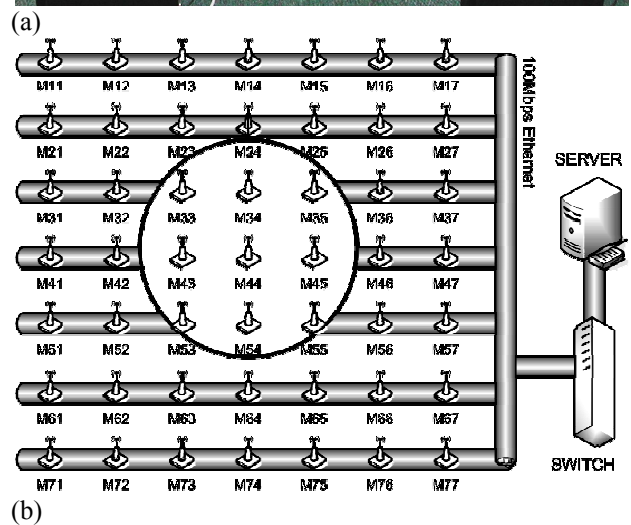 (a)
M11 M12 M13 M14 M15 M16 M17
M21 M22 M23 M24 M25 M26 M27
M31 M32 M33 M34 M35 M36 M37
M41 M42 M43 M44 M45 M46 M47
M51 M52 M53 M54 M55 M56 M57
M61 M62 M63 M64 M65 M66 M67
M71 M72 M73 M74 M75 M76 M77
100Mbps Ethernet
SERVER
SWITCH
(b)